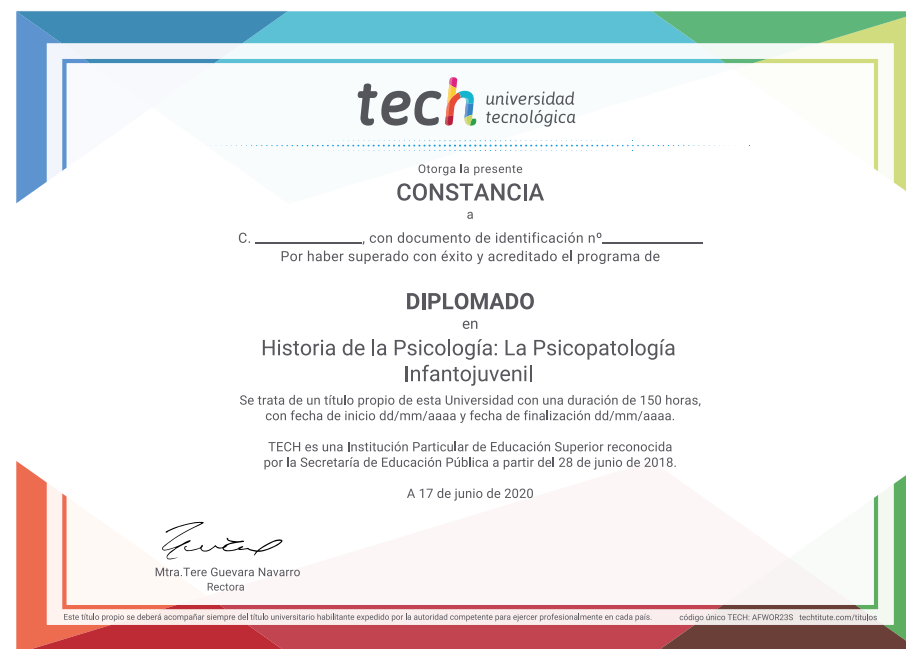 tech universidad
tecnológica
Otorga la presente
CONSTANCIA
a
C. ____________, con documento de identificación nº____________
Por haber superado con éxito y acreditado el programa de
DIPLOMADO
en
Historia de la Psicología: La Psicopatología
Infantojuvenil
Se trata de un título propio de esta Universidad con una duración de 150 horas,
con fecha de inicio dd/mm/aaaa y fecha de finalización dd/mm/aaaa.
TECH es una Institución Particular de Educación Superior reconocida
por la Secretaría de Educación Pública a partir del 28 de junio de 2018.
A 17 de junio de 2020
Mtra.Tere Guevara Navarro
Rectora
Este título propio se deberá acompañar siempre del título universitario habilitante expedido por la autoridad competente para ejercer profesionalmente en cada país. código único TECH: AFWOR23S techtitute.com/titulos